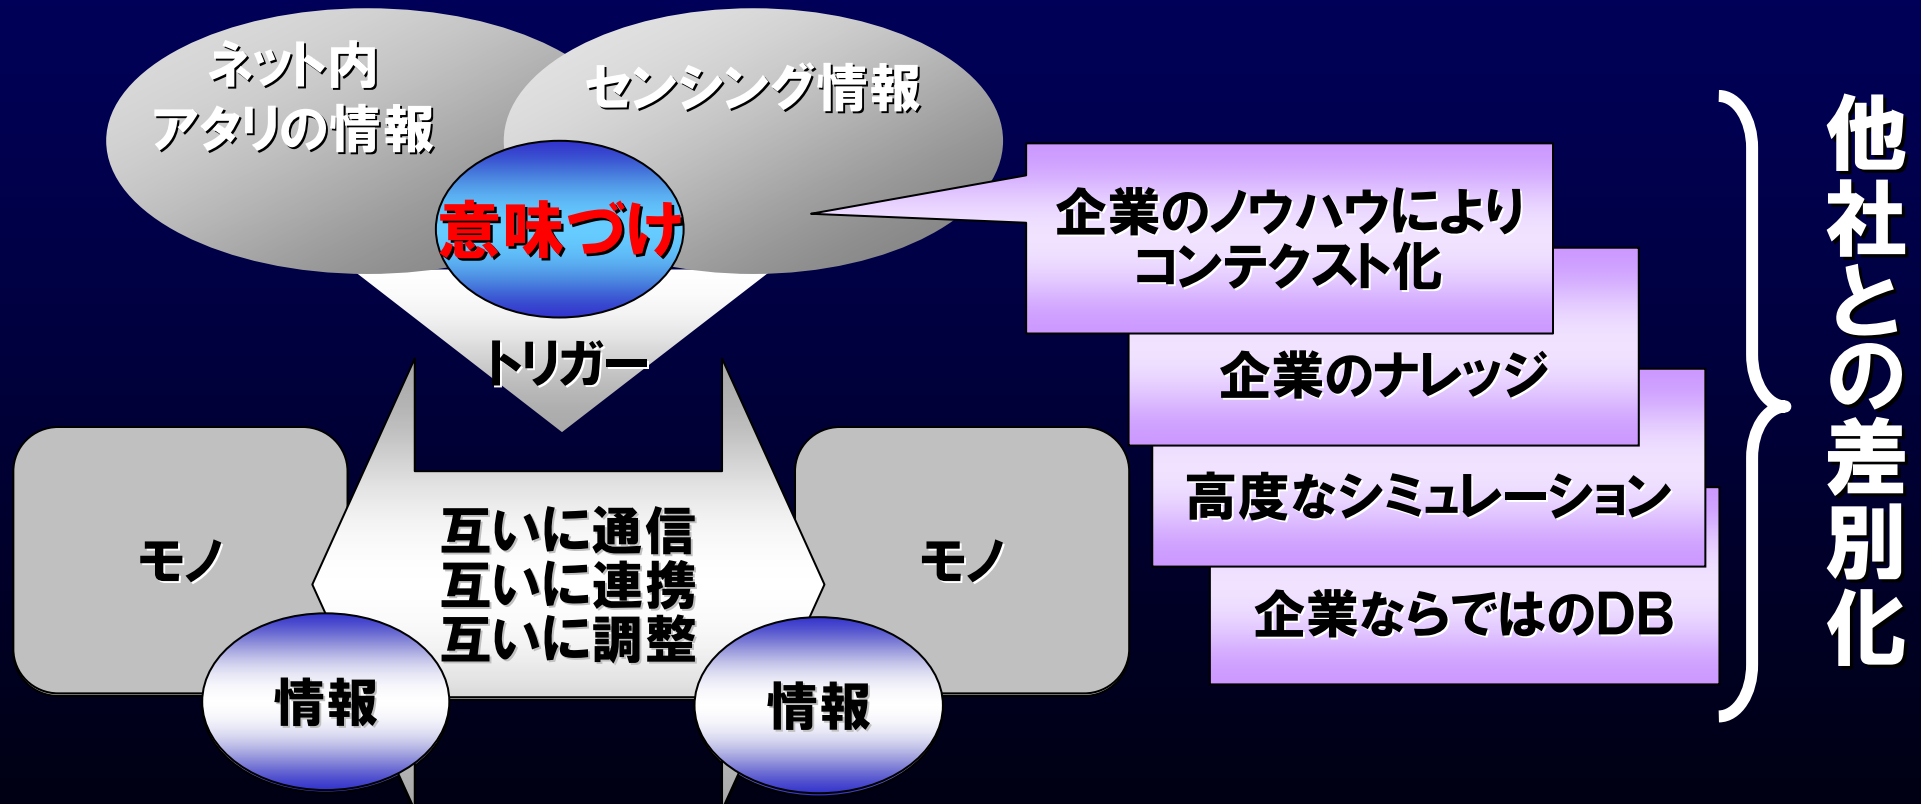 ネット内
アタリの情報
センシング情報
意味づけ
トリガー
モノ
互いに通信
互いに連携
互いに調整
モノ
情報
情報
企業のノウハウにより
コンテクスト化
企業のナレッジ
高度なシミュレーション
企業ならではのDB
他社との差別化